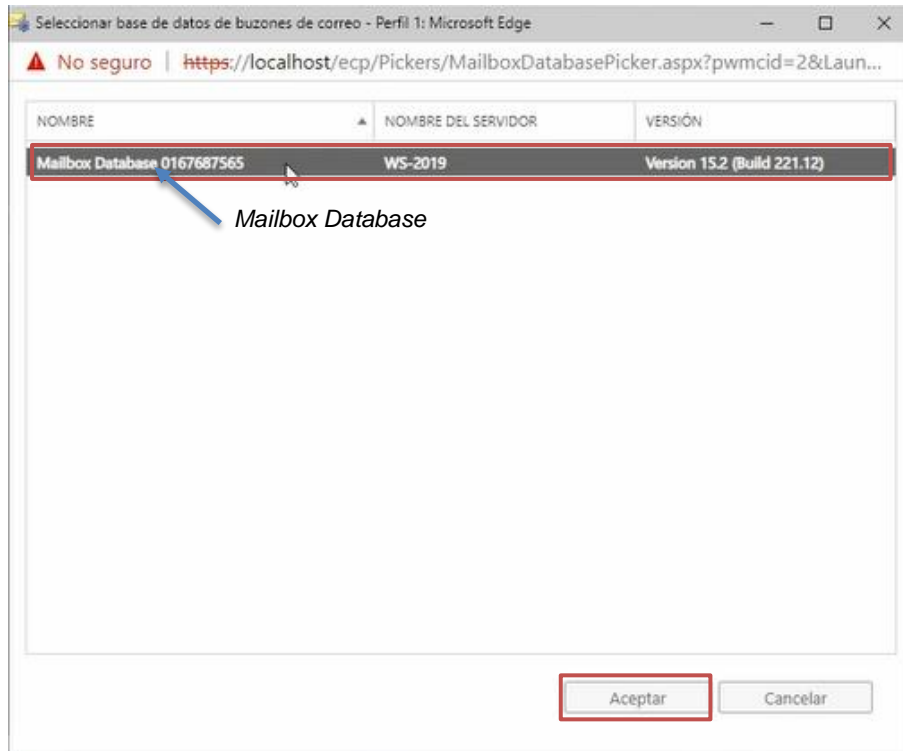 Seleccionar base de datos de buzones de correo - Perfil 1: Microsoft Edge
No seguro | https://localhost/ecp/Pickers/MailboxDatabasePicker.aspx?pwmcid=2&Laun...
NOMBRE NOMBRE DEL SERVIDOR VERSIÓN
Mailbox Database 0167687565 WS-2019 Version 15.2 (Build 221.12)
Mailbox Database
Aceptar Cancelar